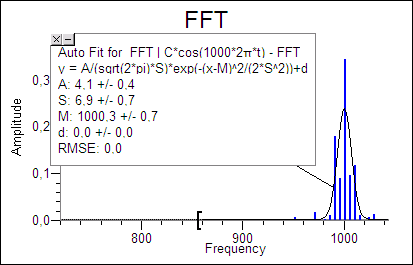 FFT
Auto Fit for FFT | C*cos(1000*2π*t) - FFT
y = A/(sqrt(2*pi)*S)*exp(-(x-M)^2/(2*S^2))+d
A: 4.1 +/- 0.4
S: 6.9 +/- 0.7
M: 1000.3 +/- 0.7
d: 0.0 +/- 0.0
RMSE: 0.0
Amplitude
0,3
0,2
0,1
0,0
800
900
1000
Frequency